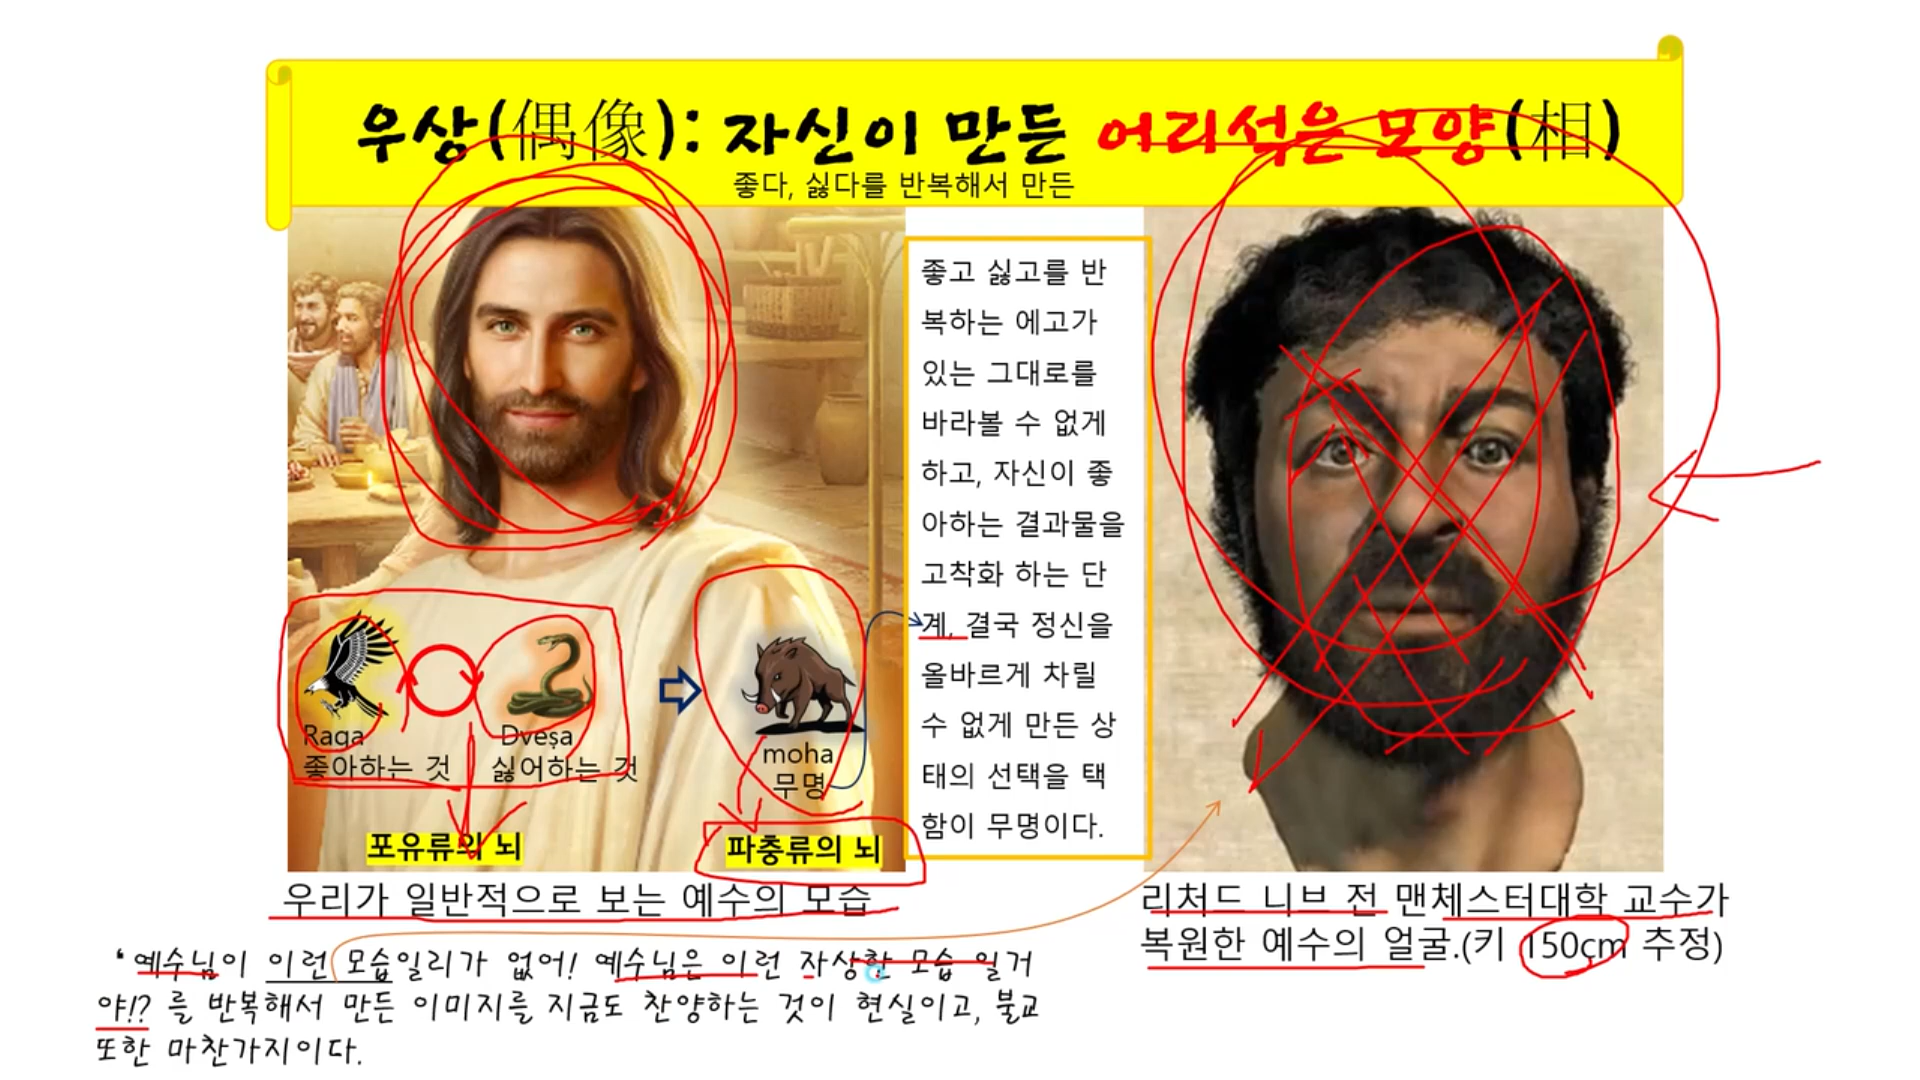 우상(偶像): 자신이 만든 어리석은 모양(相)
좋다, 싫다를 반복해서 만든
좋고 싫고를 반
복하는 에고가
있는 그대로를
바라볼 수 없게
하고, 자신이 좋
아하는 결과물을
고착화 하는 단
계, 결국 정신을
올바르게 차릴
수 없게 만든 상
태의 선택을 택
함이 무명이다.
Raga
좋아하는 것
Dveṣa
싫어하는 것
moha
무명
포유류의 뇌
파충류의 뇌
우리가 일반적으로 보는 예수의 모습
리처드 니브 전 맨체스터대학 교수가
복원한 예수의 얼굴.(키 150cm 추정)
‘예수님이 이런 모습일리가 없어! 예수님은 이런 자상한 모습 일거
야!? 를 반복해서 만든 이미지를 지금도 찬양하는 것이 현실이고, 불교
또한 마찬가지이다.